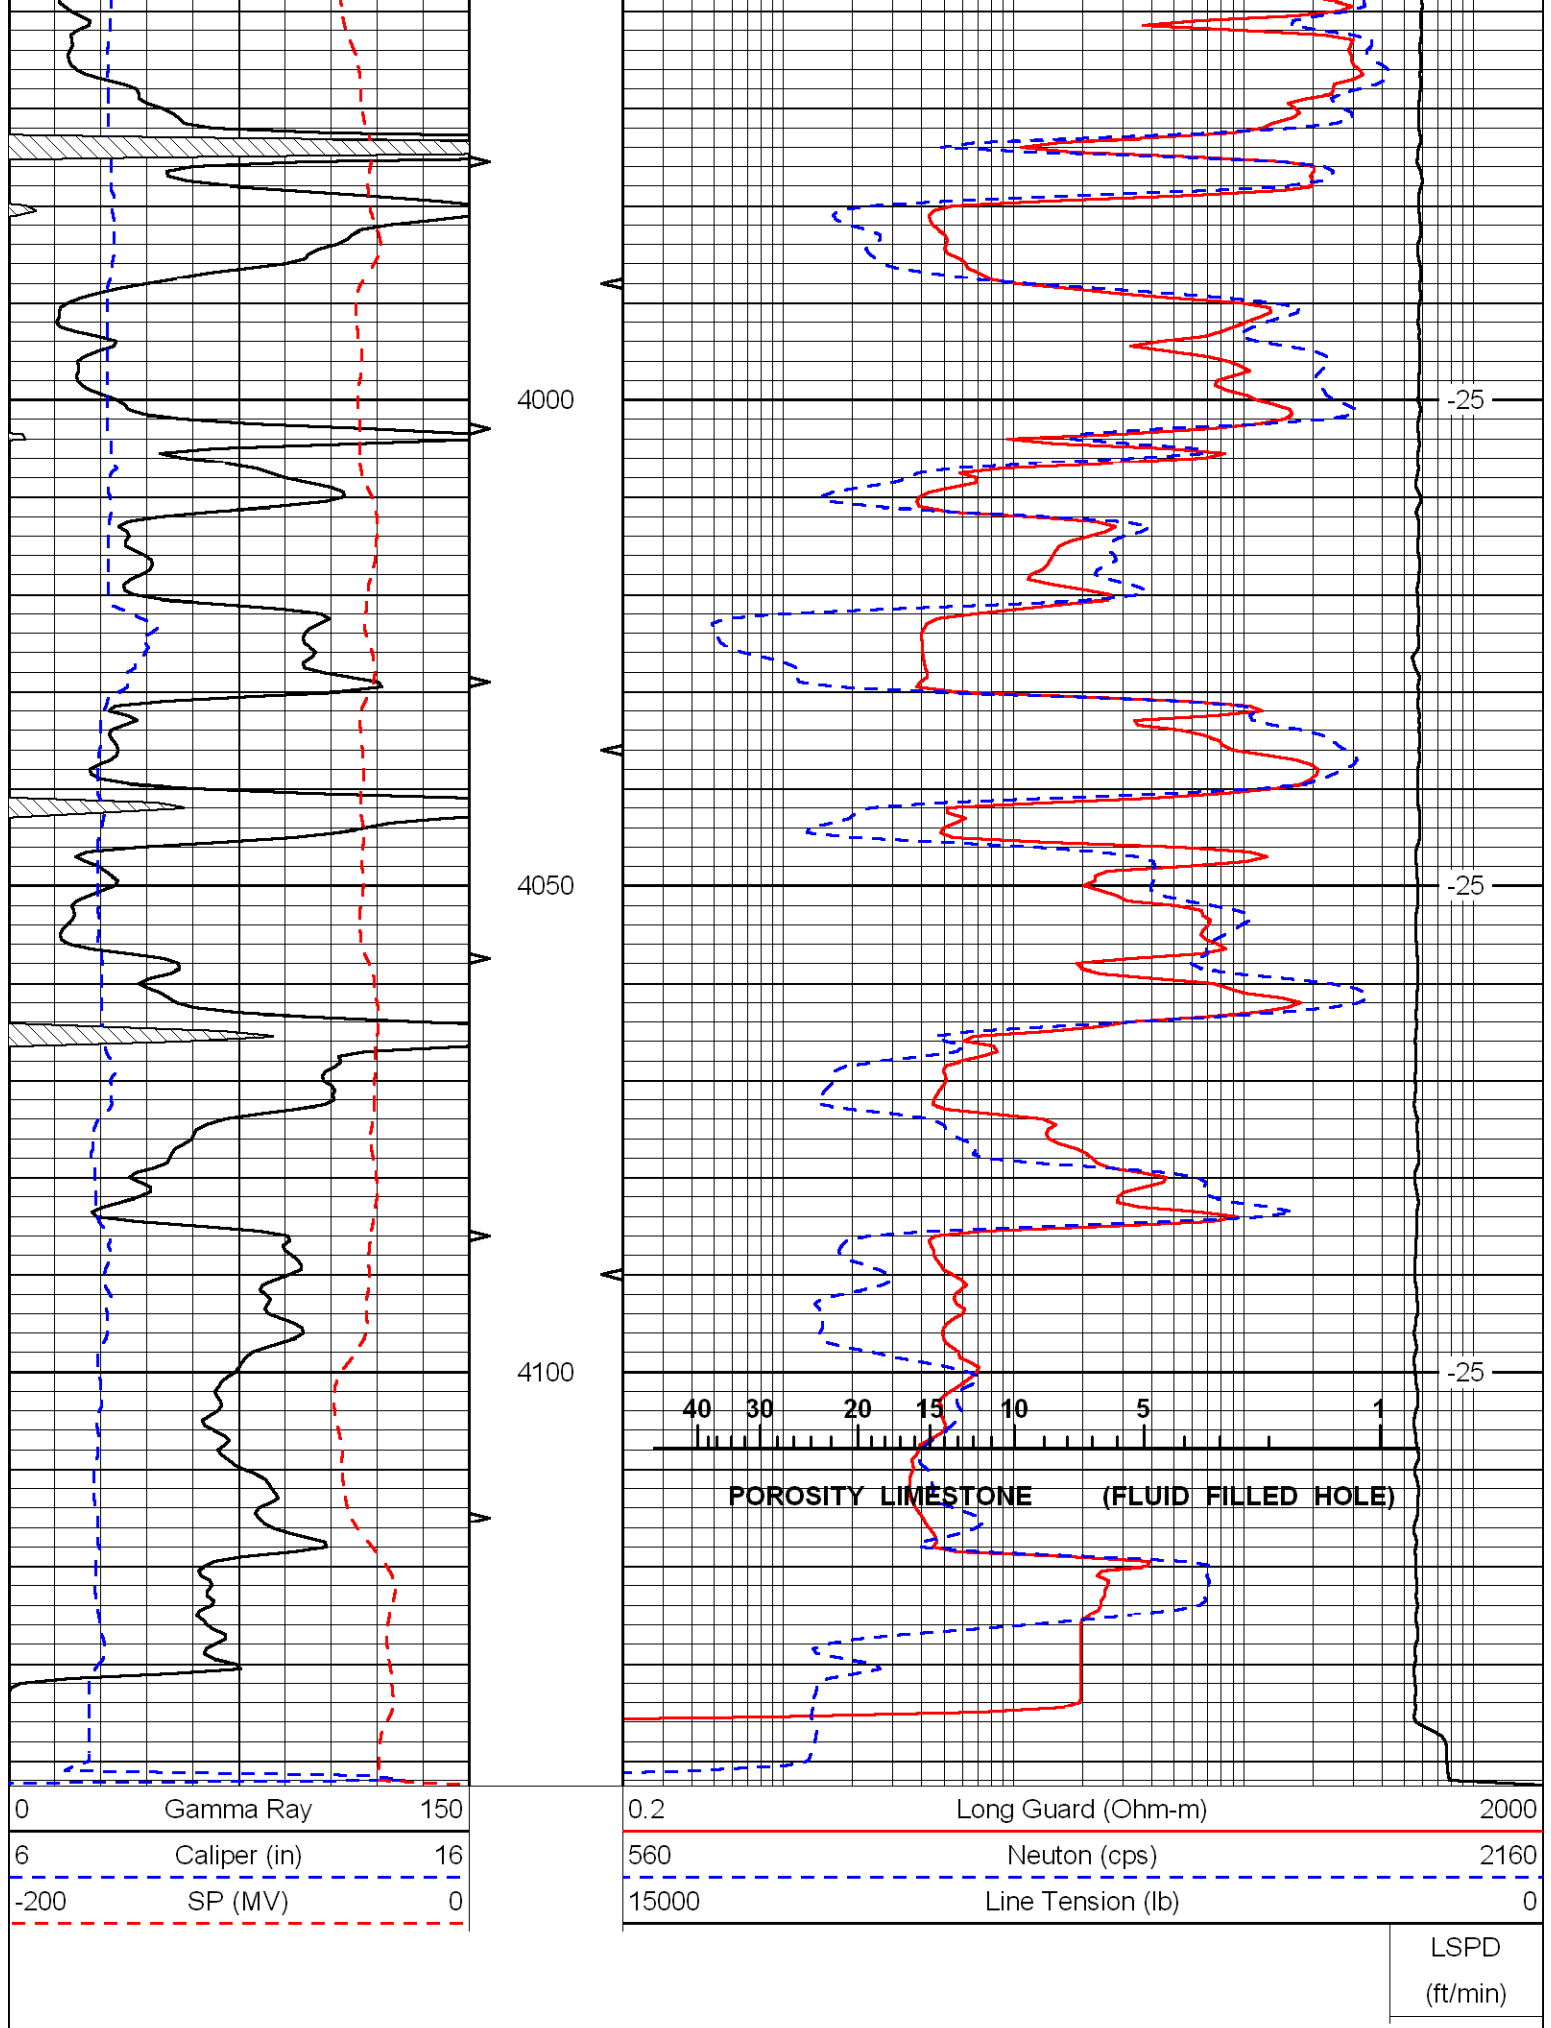 4000 -25
4050 -25
4100 -25
40 30 20 15 10 5 1
POROSITY LIMESTONE (FLUID FILLED HOLE)
0 Gamma Ray 150
6 Caliper (in) 16
-200 SP (MV) 0
0.2 Long Guard (Ohm-m) 2000
560 Neuton (cps) 2160
15000 Line Tension (lb) 0
LSPD
(ft/min)